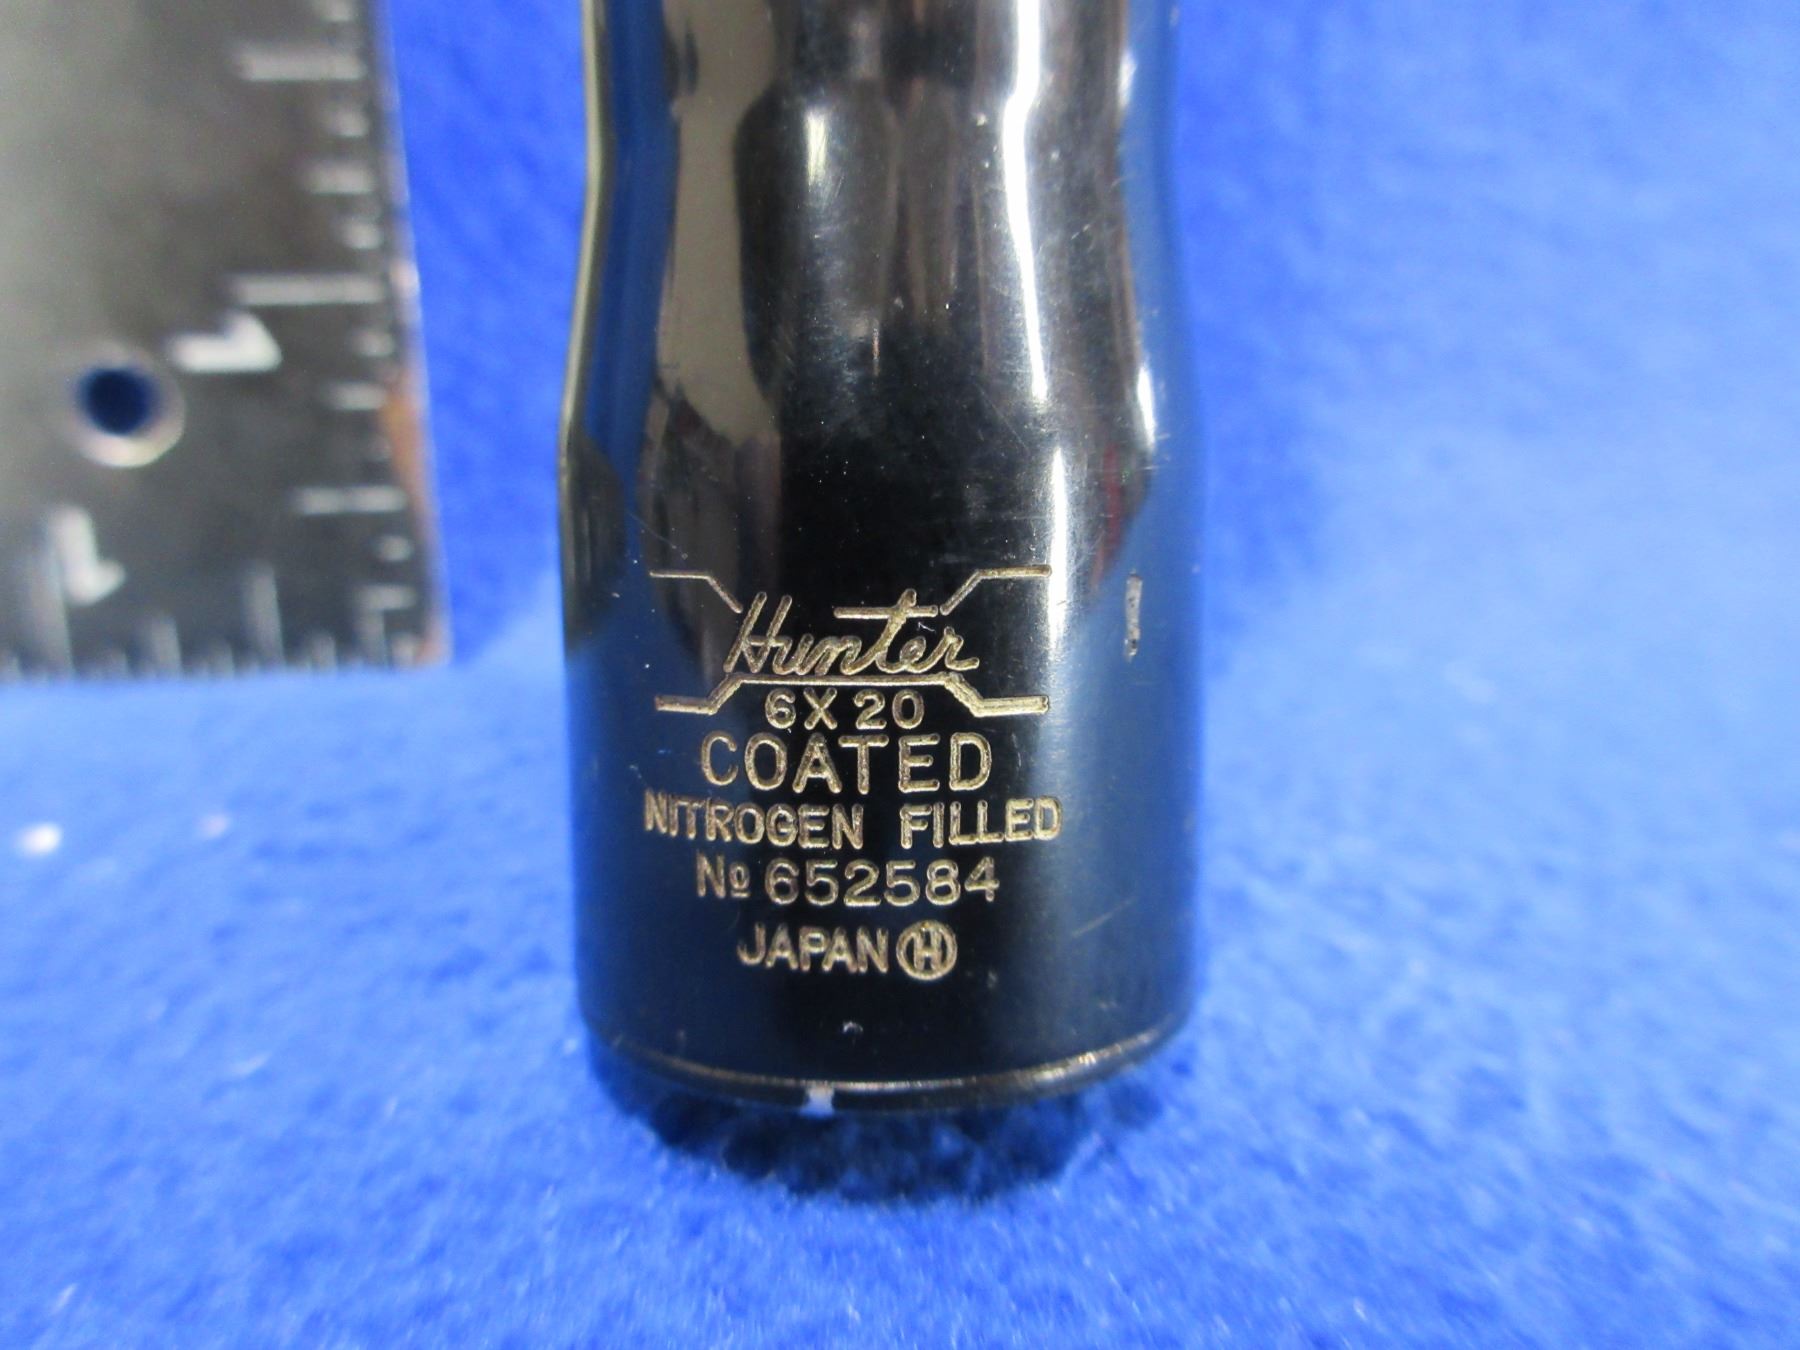 Hunter
6X20
COATED
NITROGEN FILLED
№ 652584
JAPAN Ⓗ